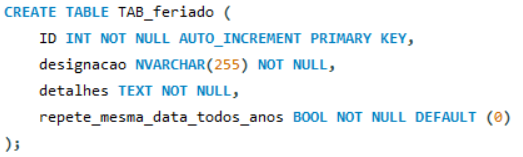 CREATE TABLE TAB_feriado (
    ID INT NOT NULL AUTO_INCREMENT PRIMARY KEY,
    designacao NVARCHAR(255) NOT NULL,
    detalhes TEXT NOT NULL,
    repete_mesma_data_todos_anos BOOL NOT NULL DEFAULT (0)
);